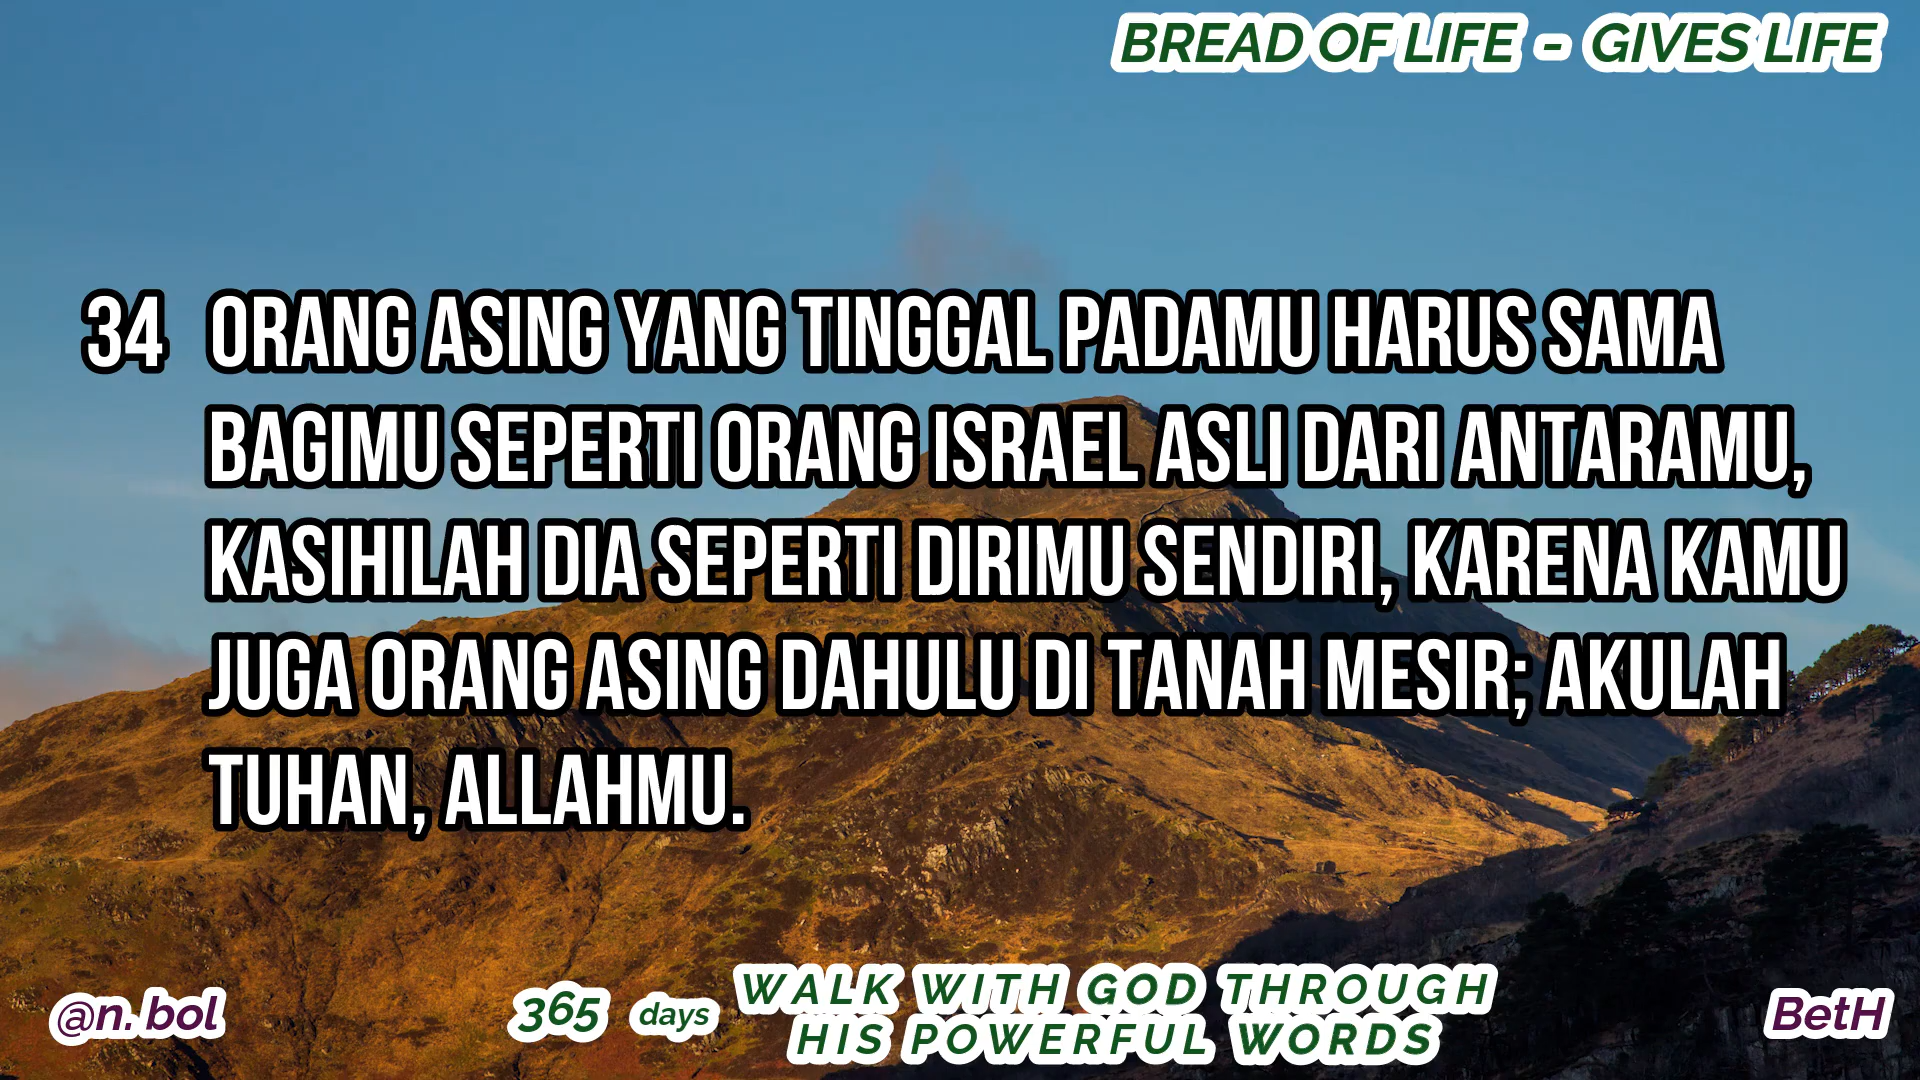 BREAD OF LIFE - GIVES LIFE
34 ORANG ASING YANG TINGGAL PADAMU HARUS SAMA
BAGIMU SEPERTI ORANG ISRAEL ASLI DARI ANTARAMU,
KASIHILAH DIA SEPERTI DIRIMU SENDIRI, KARENA KAMU
JUGA ORANG ASING DAHULU DI TANAH MESIR; AKULAH
TUHAN, ALLAHMU.
@n.bol
365 days
WALK WITH GOD THROUGH
HIS POWERFUL WORDS
BetH